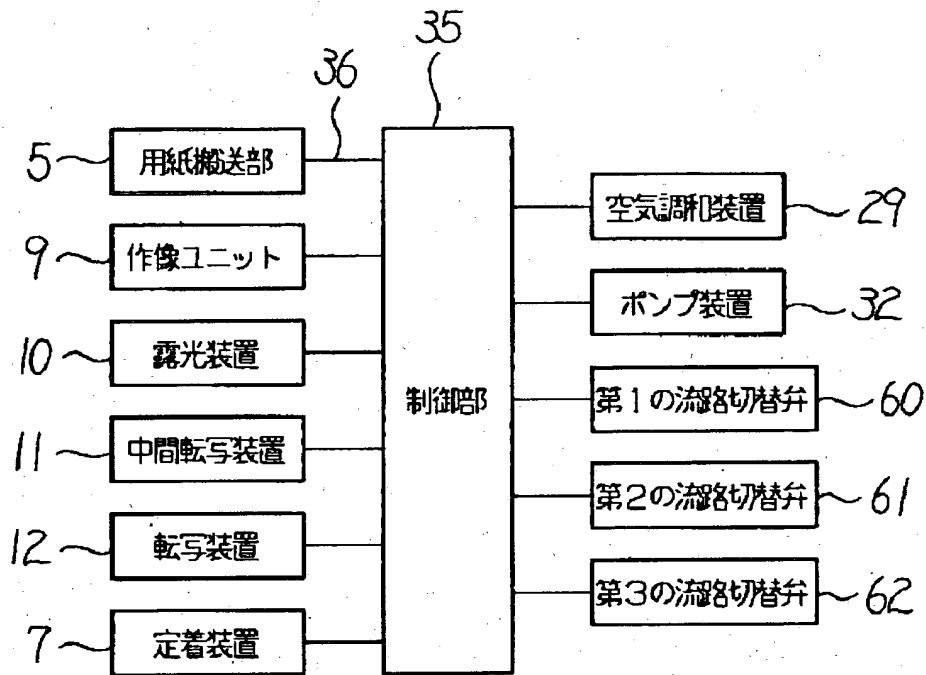 35
36
5 用紙搬送部
9 作像ユニット
10 露光装置
11 中間転写装置
12 転写装置
7 定着装置
制御部
空気調和装置 29
ポンプ装置 32
第1の流路切替弁 60
第2の流路切替弁 61
第3の流路切替弁 62